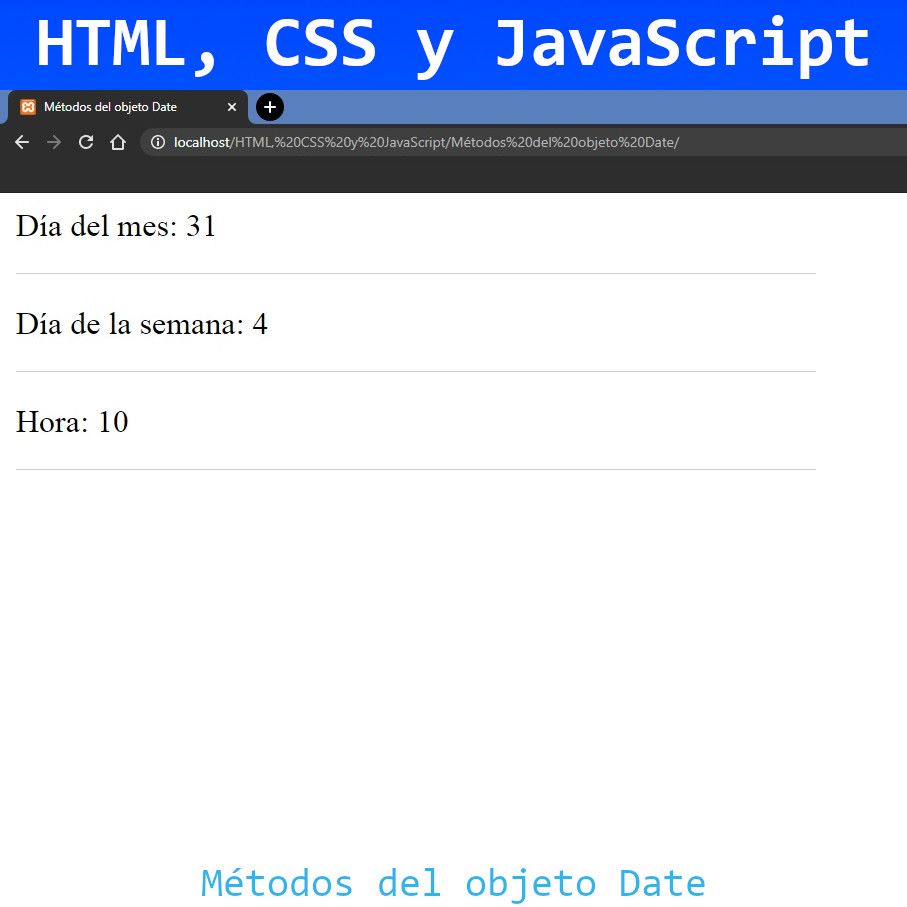 HTML, CSS y JavaScript
Métodos del objeto Date
localhost/HTML,%20CSS%20y%20JavaScript/Métodos%20del%20objeto%20Date/
Día del mes: 31
Día de la semana: 4
Hora: 10
Métodos del objeto Date